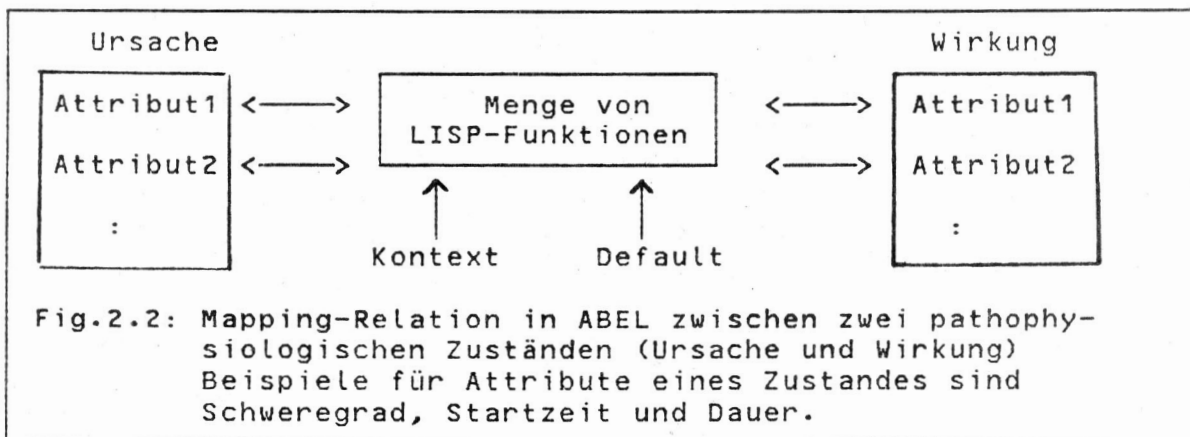 Ursache Wirkung
Attribut1 <--> Menge von <--> Attribut1
LISP-Funktionen
Attribut2 <--> <--> Attribut2
: :
Kontext Default
Fig.2.2: Mapping-Relation in ABEL zwischen zwei pathophy-
siologischen Zuständen (Ursache und Wirkung)
Beispiele für Attribute eines Zustandes sind
Schweregrad, Startzeit und Dauer.